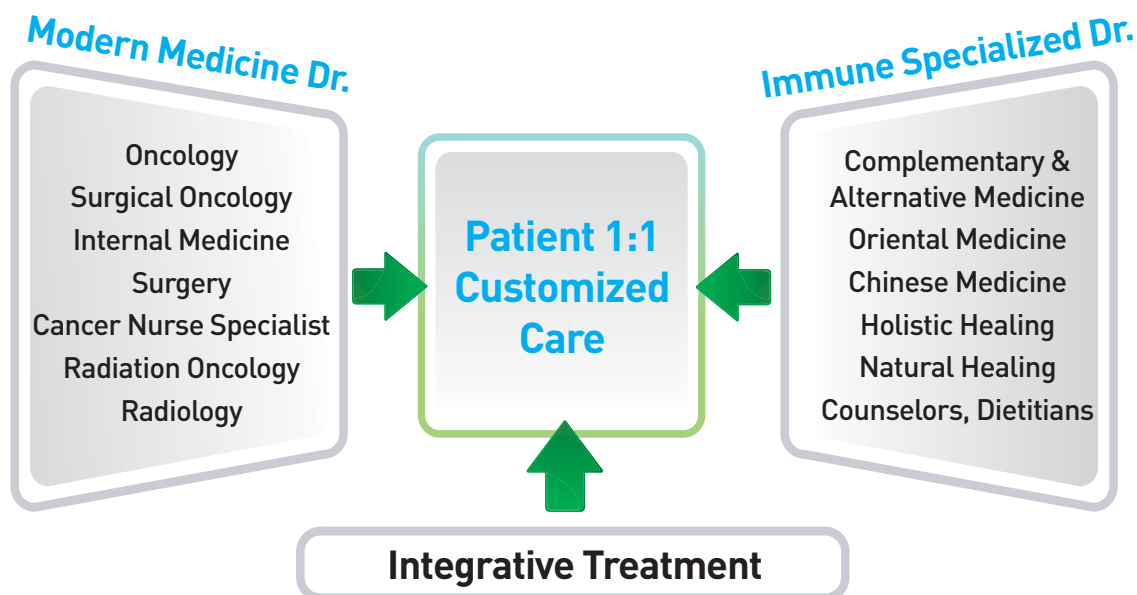 Modern Medicine Dr.
Oncology
Surgical Oncology
Internal Medicine
Surgery
Cancer Nurse Specialist
Radiation Oncology
Radiology
Patient 1:1
Customized
Care
Immune Specialized Dr.
Complementary &
Alternative Medicine
Oriental Medicine
Chinese Medicine
Holistic Healing
Natural Healing
Counselors, Dietitians
Integrative Treatment